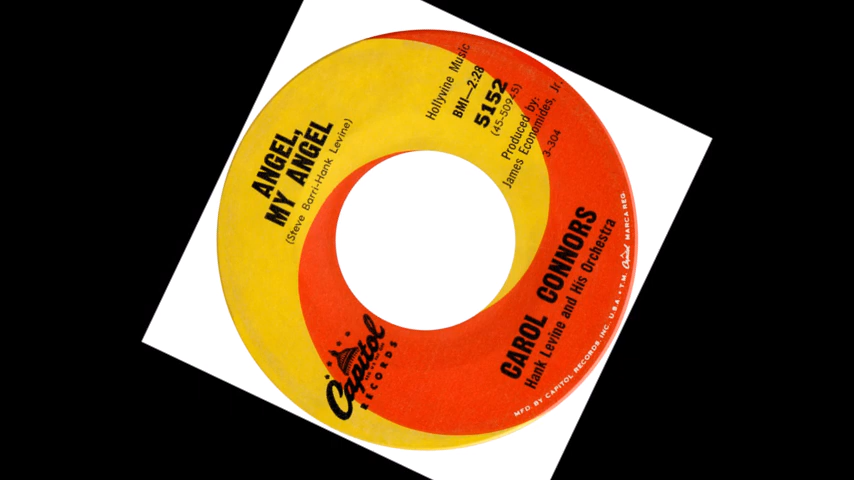 ANGEL,
MY ANGEL
(Steve Barri-Hank Levine)
Hollyvine Music
BMI—2:28
5152
(45-50945)
Produced by:
James Economides, Jr.
3-304
Capitol
RECORDS
CAROL CONNORS
Hank Levine and His Orchestra
MFD. BY CAPITOL RECORDS, INC. U.S.A. • T.M. Capitol MARCA REG.